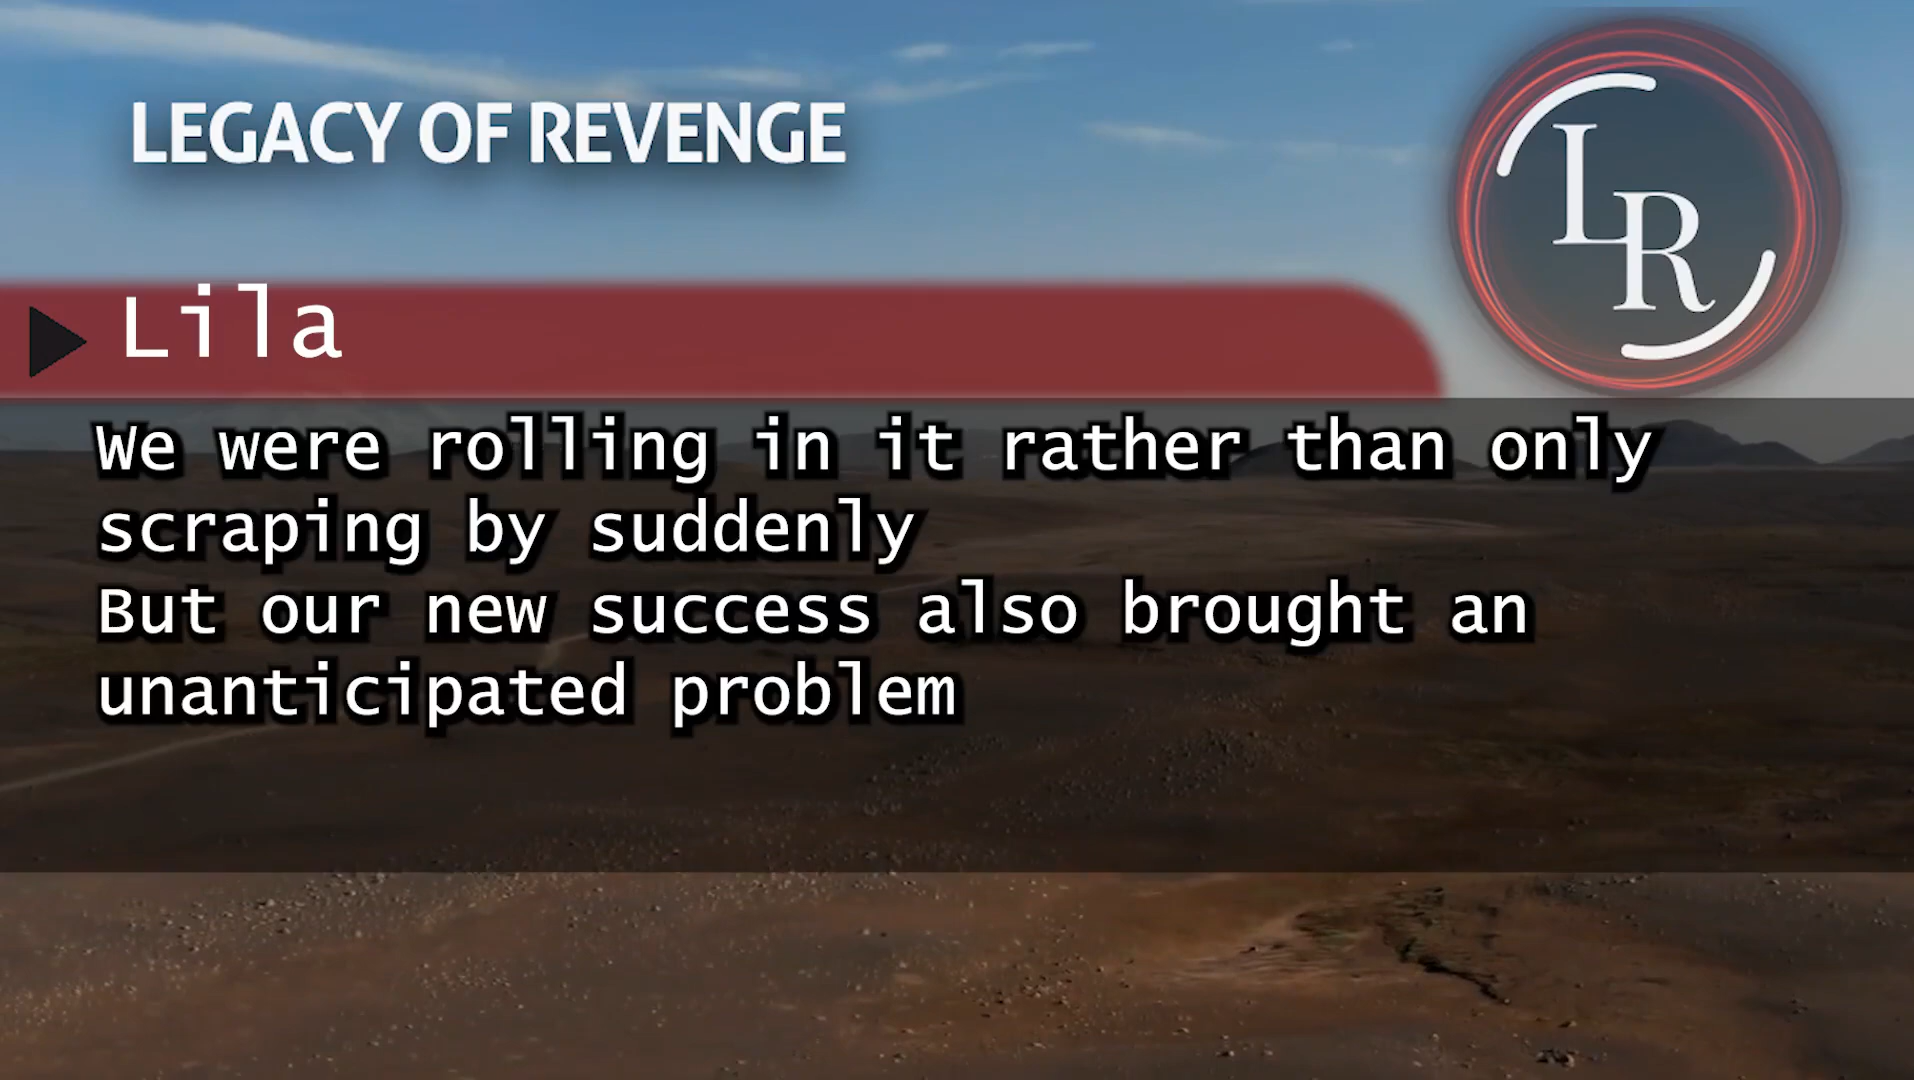 LEGACY OF REVENGE
LR
Lila
We were rolling in it rather than only
scraping by suddenly
But our new success also brought an
unanticipated problem